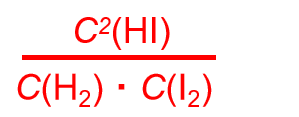 C²(HI)
C(H₂) · C(I₂)